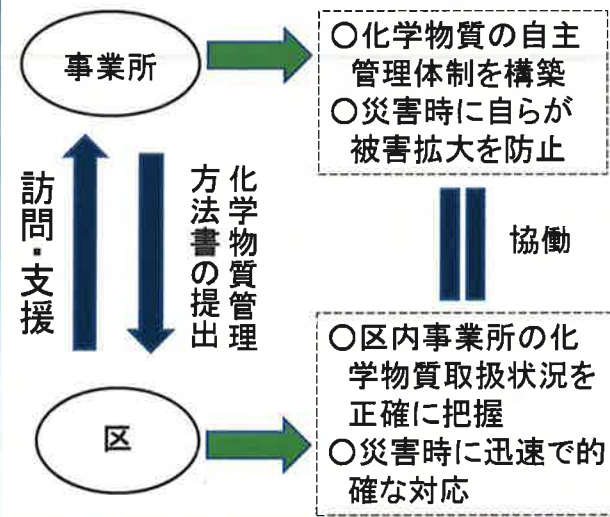 事業所
○化学物質の自主
管理体制を構築
○災害時に自らが
被害拡大を防止
訪問・支援
化学物質管理
方法書の提出
協働
区
○区内事業所の化
学物質取扱状況を
正確に把握
○災害時に迅速で的
確な対応